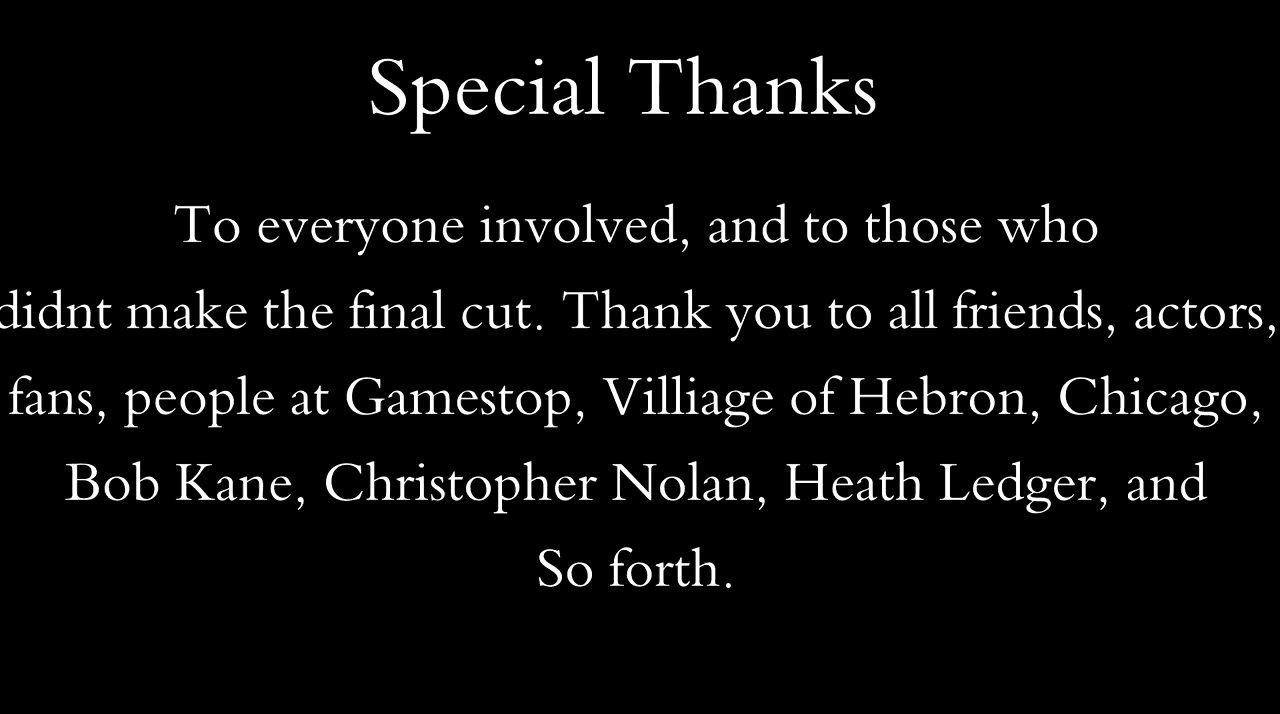 Special Thanks
To everyone involved, and to those who
didnt make the final cut. Thank you to all friends, actors,
fans, people at Gamestop, Villiage of Hebron, Chicago,
Bob Kane, Christopher Nolan, Heath Ledger, and
So forth.